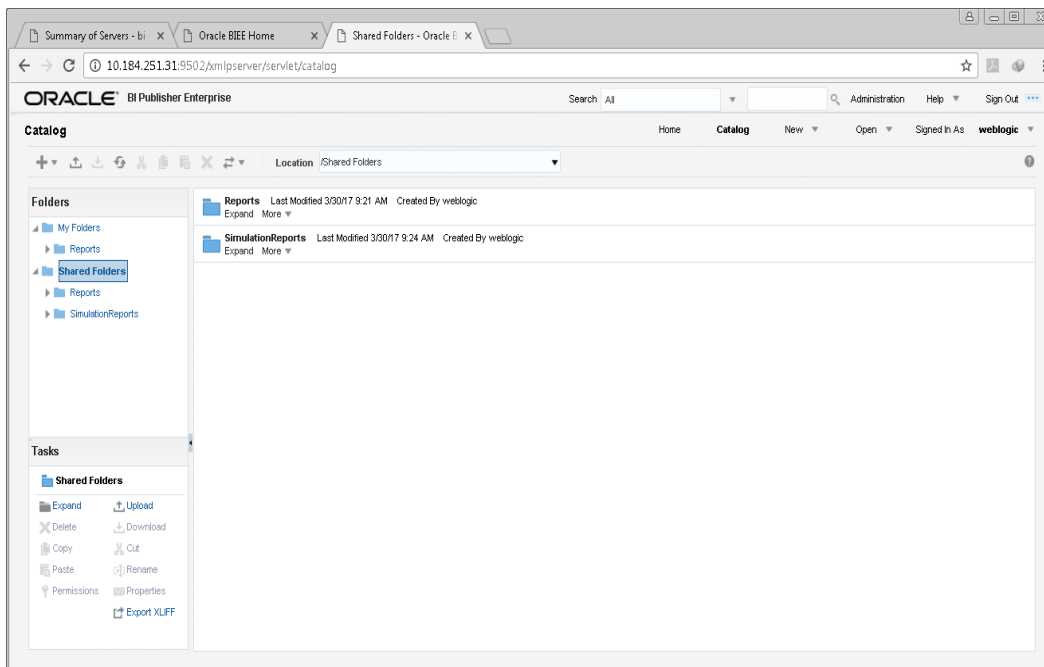 Summary of Servers - bi
Oracle BIEE Home
Shared Folders - Oracle B
10.184.251.31:9502/xmlpserver/servlet/catalog
ORACLE BI Publisher Enterprise
Search All
Administration
Help
Sign Out
Catalog
Home
Catalog
New
Open
Signed In As weblogic
Location /Shared Folders
Folders
My Folders
Reports
Shared Folders
Reports
SimulationReports
Reports Last Modified 3/30/17 9:21 AM Created By weblogic
Expand More
SimulationReports Last Modified 3/30/17 9:24 AM Created By weblogic
Expand More
Tasks
Shared Folders
Expand Upload
Delete Download
Copy Cut
Paste Rename
Permissions Properties
Export XLIFF